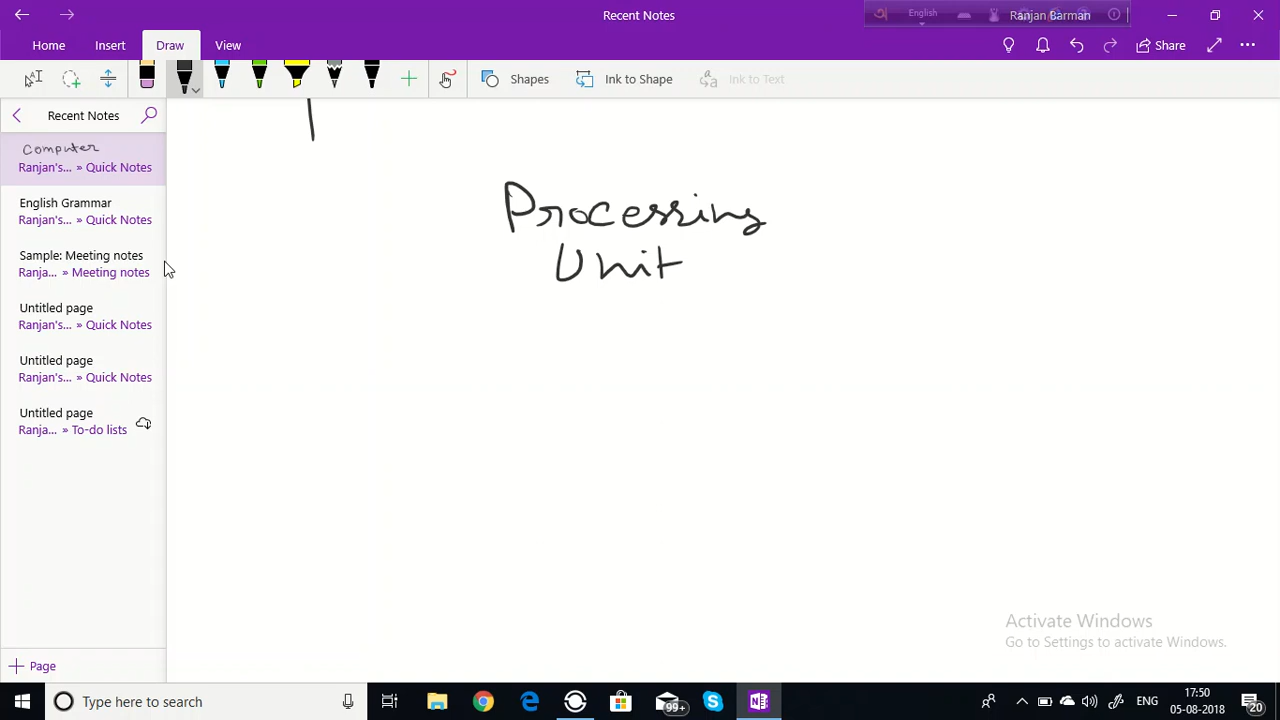 Recent Notes
English
Ranjan Barman
Home Insert Draw View
Share
Shapes
Ink to Shape
Ink to Text
Recent Notes
Computer
Ranjan's... » Quick Notes
English Grammar
Ranjan's... » Quick Notes
Sample: Meeting notes
Ranja... » Meeting notes
Untitled page
Ranjan's... » Quick Notes
Untitled page
Ranjan's... » Quick Notes
Untitled page
Ranja... » To-do lists
Page
Processing
Unit
Activate Windows
Go to Settings to activate Windows.
Type here to search
99+
ENG
17:50
05-08-2018
20